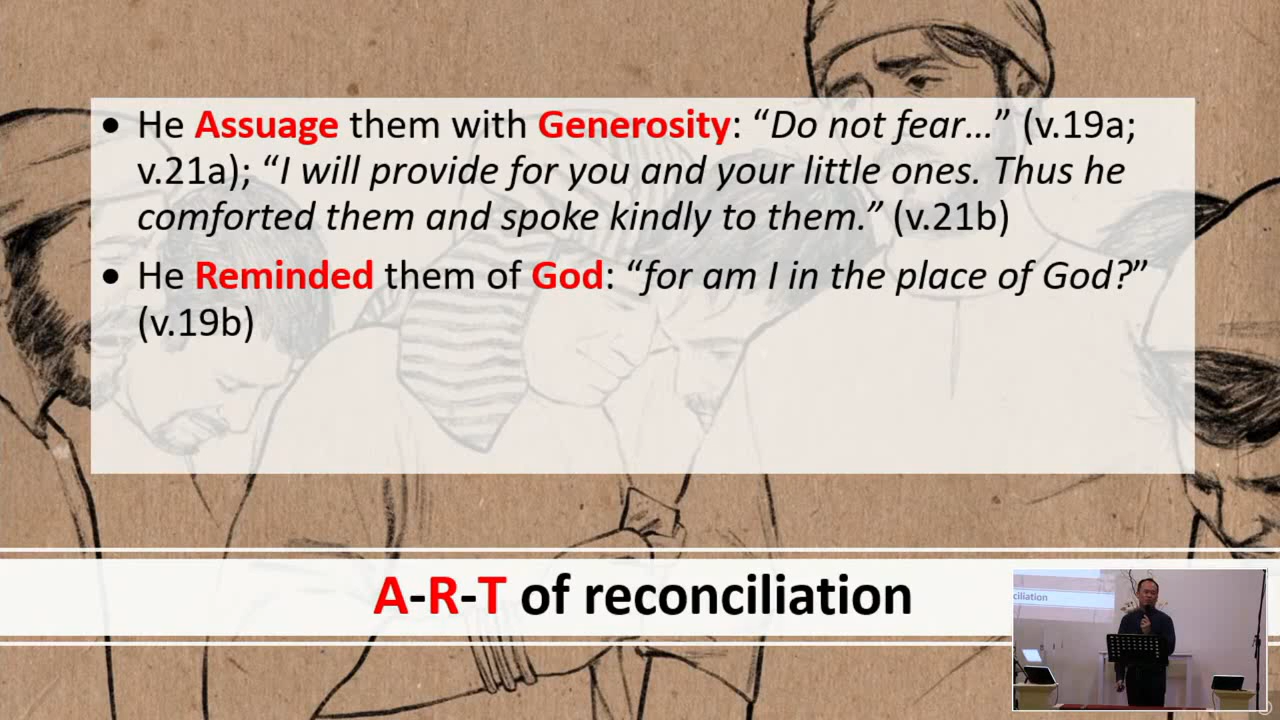 • He Assuage them with Generosity: “Do not fear…” (v.19a;
v.21a); “I will provide for you and your little ones. Thus he
comforted them and spoke kindly to them.” (v.21b)
• He Reminded them of God: “for am I in the place of God?”
(v.19b)
A-R-T of reconciliation
ciliation